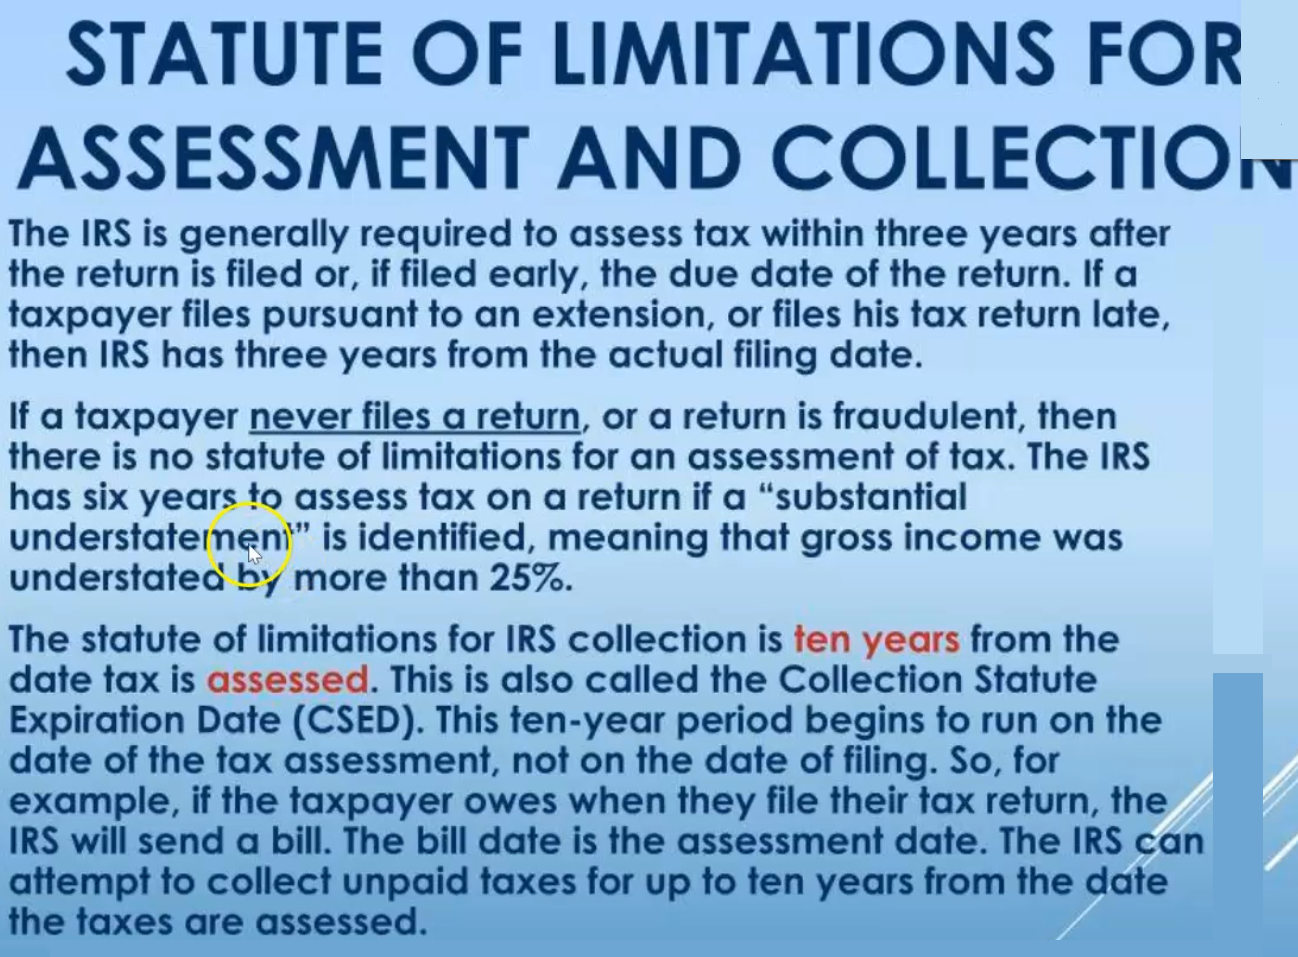 STATUTE OF LIMITATIONS FOR
ASSESSMENT AND COLLECTION
The IRS is generally required to assess tax within three years after
the return is filed or, if filed early, the due date of the return. If a
taxpayer files pursuant to an extension, or files his tax return late,
then IRS has three years from the actual filing date.
If a taxpayer never files a return, or a return is fraudulent, then
there is no statute of limitations for an assessment of tax. The IRS
has six years to assess tax on a return if a “substantial
understatement” is identified, meaning that gross income was
understated by more than 25%.
The statute of limitations for IRS collection is ten years from the
date tax is assessed. This is also called the Collection Statute
Expiration Date (CSED). This ten-year period begins to run on the
date of the tax assessment, not on the date of filing. So, for
example, if the taxpayer owes when they file their tax return, the
IRS will send a bill. The bill date is the assessment date. The IRS can
attempt to collect unpaid taxes for up to ten years from the date
the taxes are assessed.